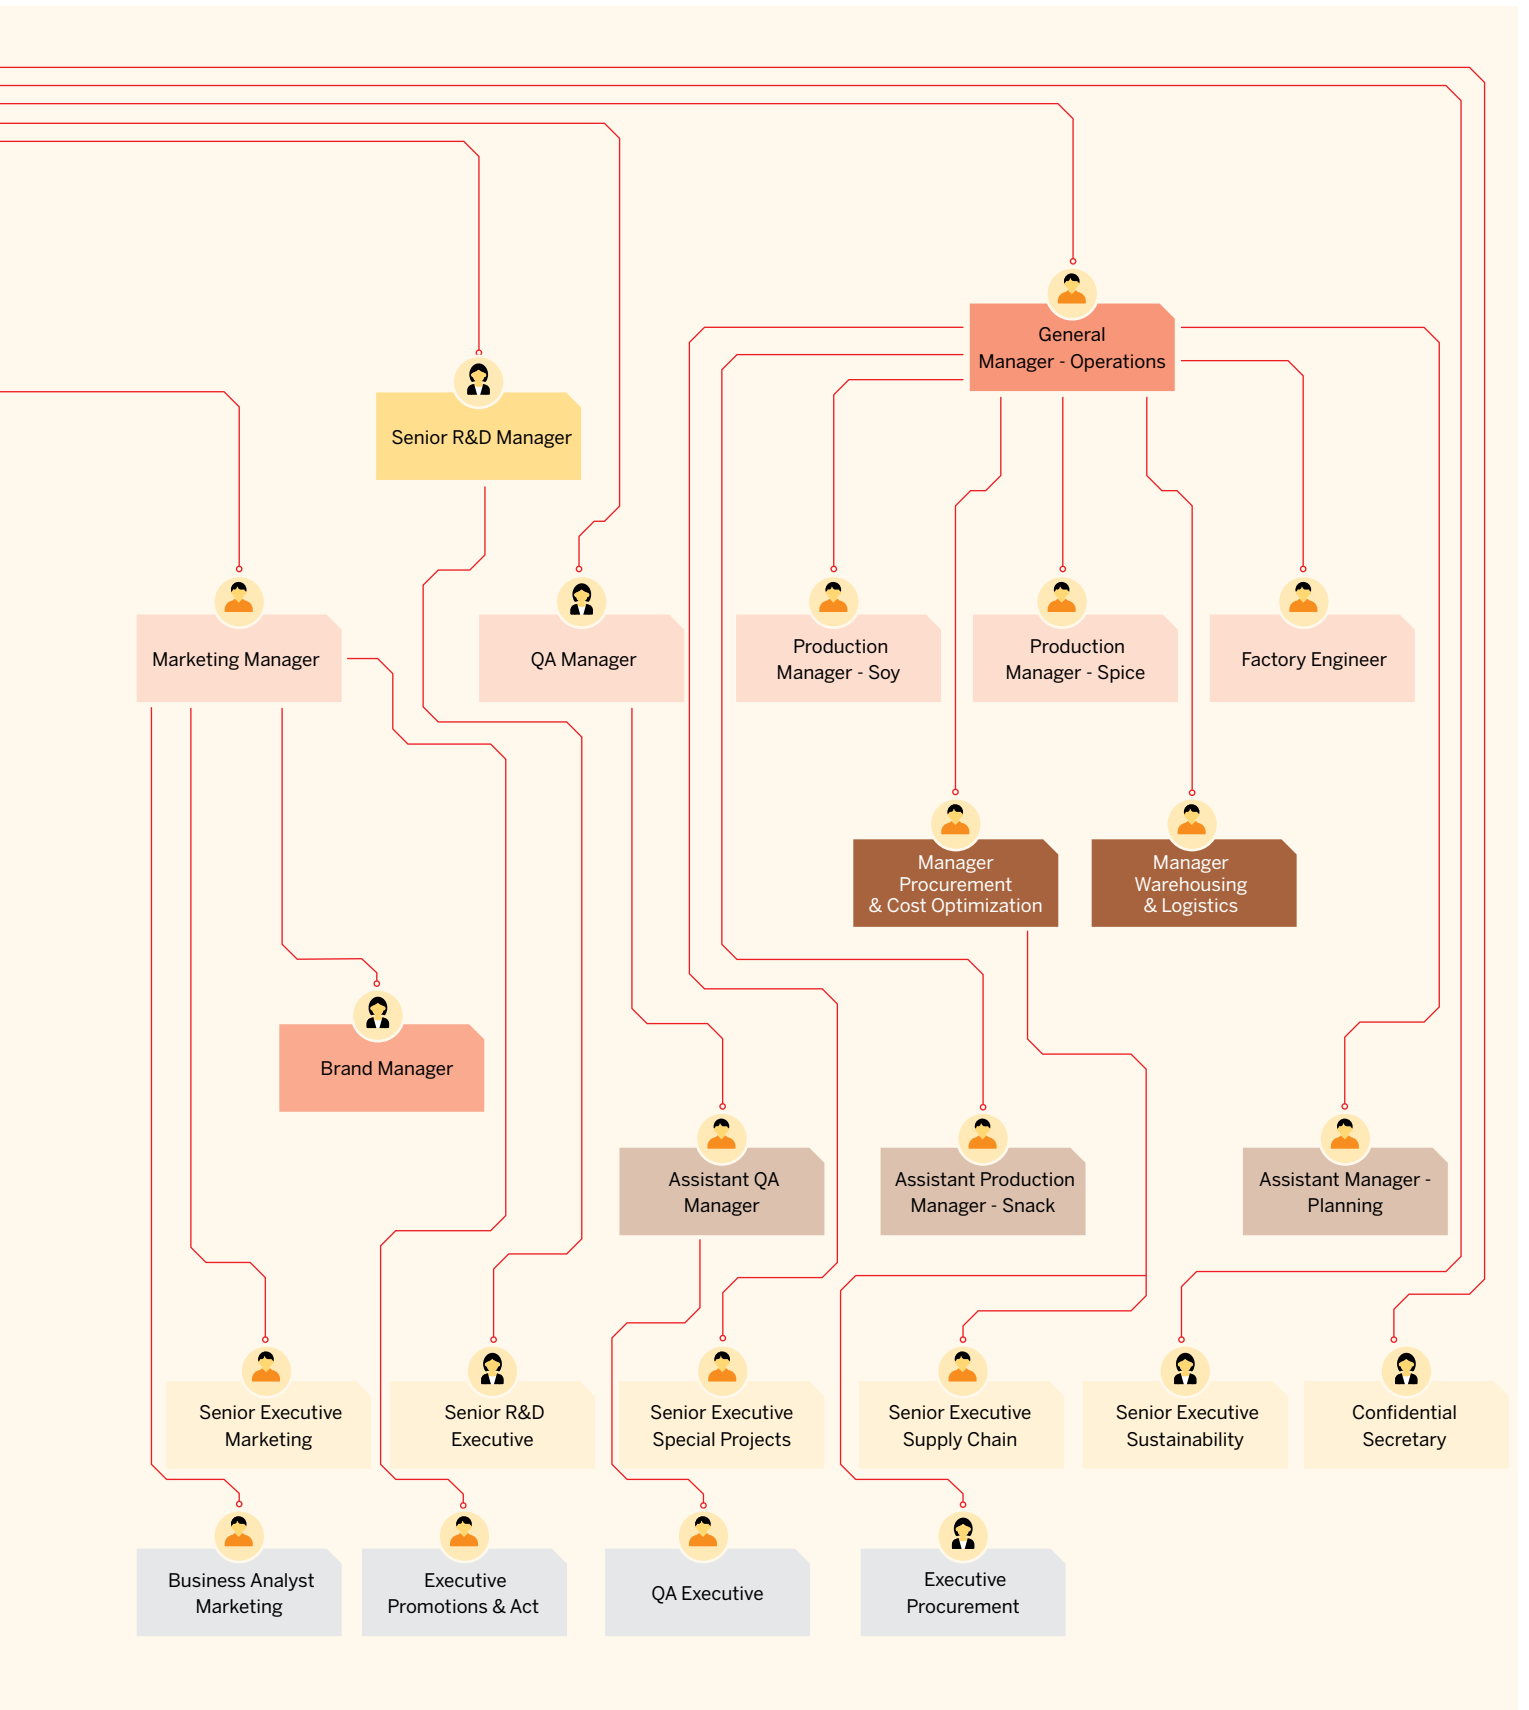 General
Manager - Operations
Senior R&D Manager
Marketing Manager
QA Manager
Production
Manager - Soy
Production
Manager - Spice
Factory Engineer
Manager
Procurement
& Cost Optimization
Manager
Warehousing
& Logistics
Brand Manager
Assistant QA
Manager
Assistant Production
Manager - Snack
Assistant Manager -
Planning
Senior Executive
Marketing
Senior R&D
Executive
Senior Executive
Special Projects
Senior Executive
Supply Chain
Senior Executive
Sustainability
Confidential
Secretary
Business Analyst
Marketing
Executive
Promotions & Act
QA Executive
Executive
Procurement